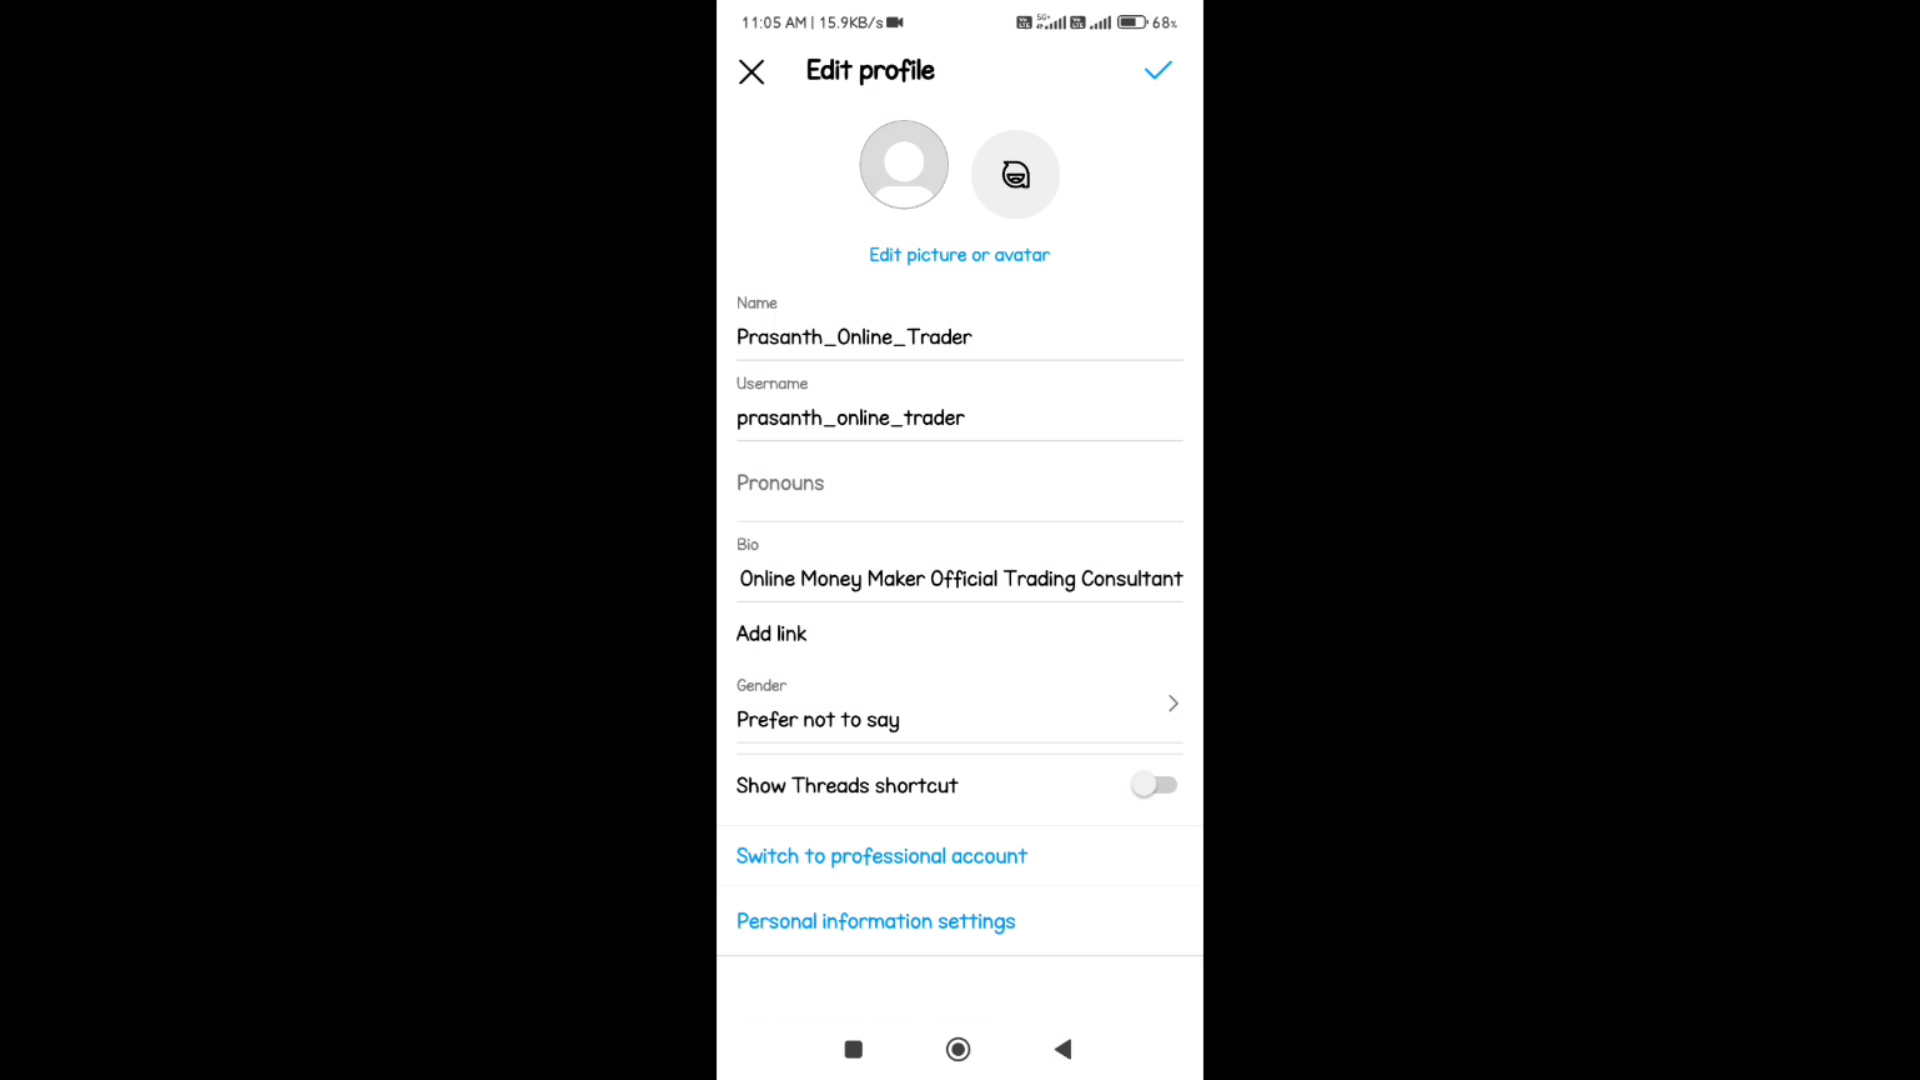 11:05 AM | 15.9KB/s 5G+ 68%
Edit profile
Edit picture or avatar
Name
Prasanth_Online_Trader
Username
prasanth_online_trader
Pronouns
Bio
Online Money Maker Official Trading Consultant
Add link
Gender
Prefer not to say
Show Threads shortcut
Switch to professional account
Personal information settings